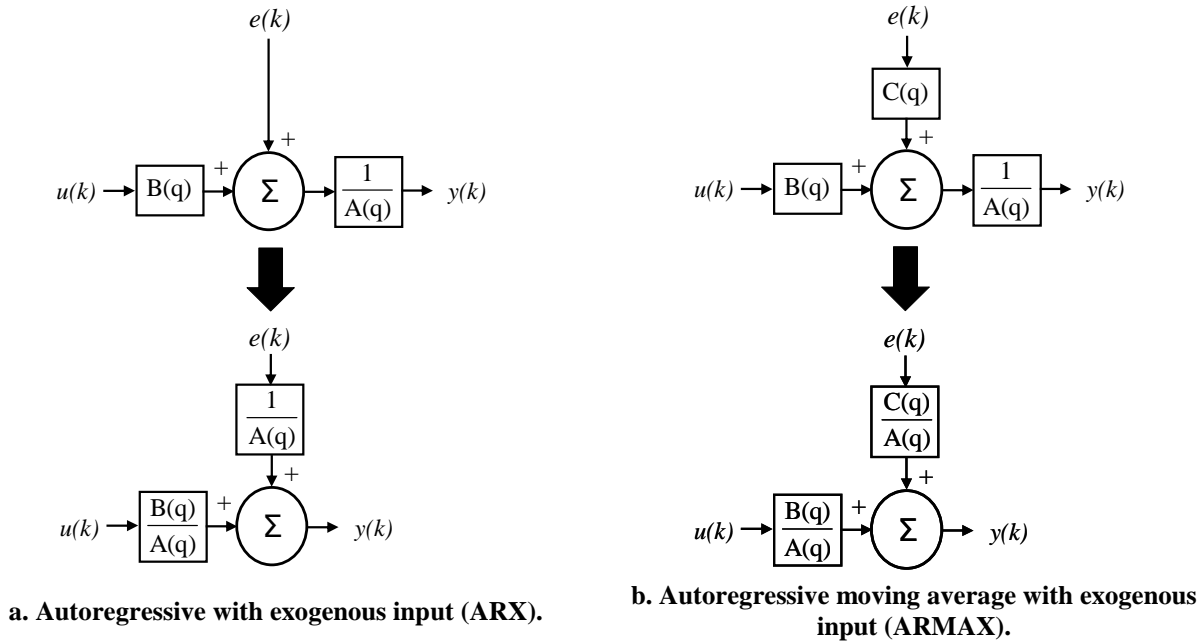 e(k)
+
+
u(k)
B(q)
Σ
1
A(q)
y(k)
e(k)
1
A(q)
+
+
u(k)
B(q)
A(q)
Σ
y(k)
a. Autoregressive with exogenous input (ARX).
e(k)
C(q)
+
+
u(k)
B(q)
Σ
1
A(q)
y(k)
e(k)
C(q)
A(q)
+
+
u(k)
B(q)
A(q)
Σ
y(k)
b. Autoregressive moving average with exogenous
input (ARMAX).